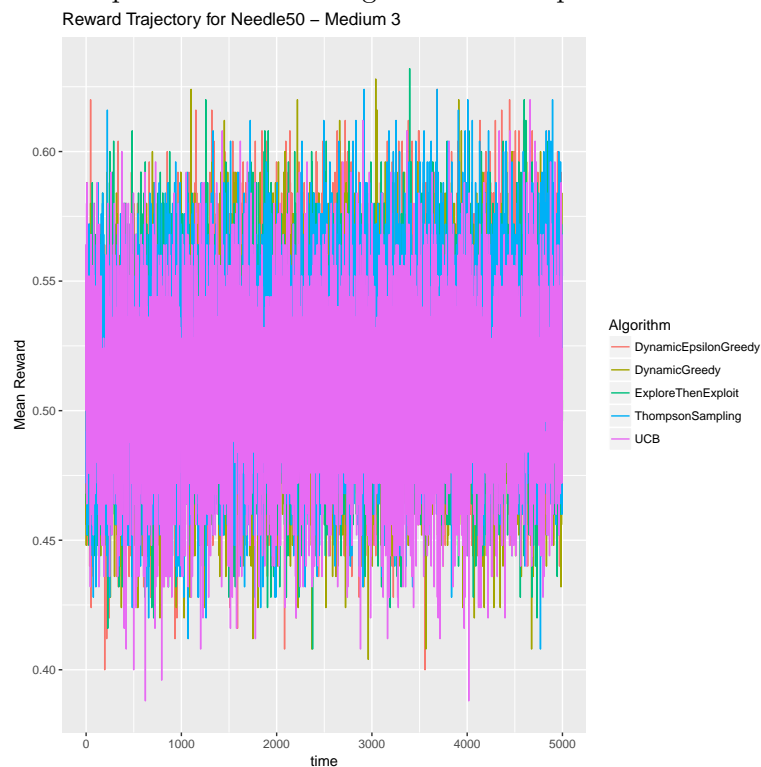 Reward Trajectory for Needle50 − Medium 3
0.60
0.55
0.50
0.45
0.40
Mean Reward
0
1000
2000
3000
4000
5000
time
Algorithm
DynamicEpsilonGreedy
DynamicGreedy
ExploreThenExploit
ThompsonSampling
UCB